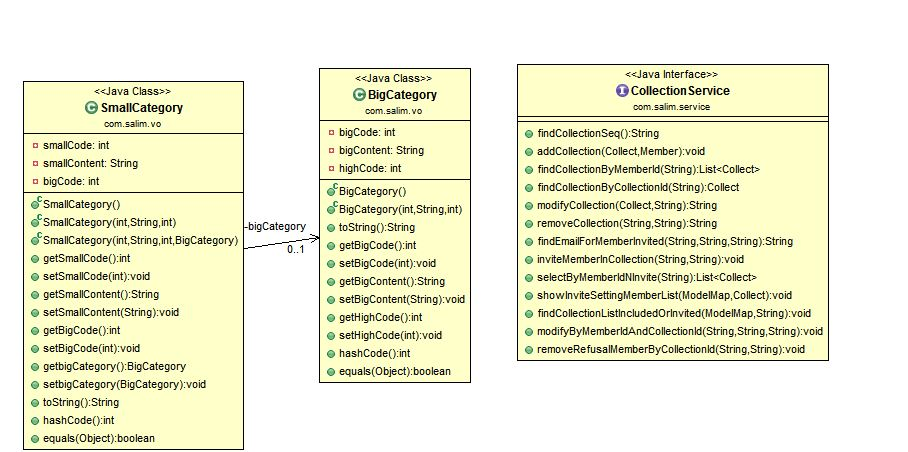 <<Java Class>>
SmallCategory
com.salim.vo
smallCode: int
smallContent: String
bigCode: int
SmallCategory()
SmallCategory(int,String,int)
SmallCategory(int,String,int,BigCategory)
getSmallCode():int
setSmallCode(int):void
getSmallContent():String
setSmallContent(String):void
getBigCode():int
setBigCode(int):void
getbigCategory():BigCategory
setbigCategory(BigCategory):void
toString():String
hashCode():int
equals(Object):boolean
-bigCategory
0..1
<<Java Class>>
BigCategory
com.salim.vo
bigCode: int
bigContent: String
highCode: int
BigCategory()
BigCategory(int,String,int)
toString():String
getBigCode():int
setBigCode(int):void
getBigContent():String
setBigContent(String):void
getHighCode():int
setHighCode(int):void
hashCode():int
equals(Object):boolean
<<Java Interface>>
CollectionService
com.salim.service
findCollectionSeq():String
addCollection(Collect,Member):void
findCollectionByMemberId(String):List<Collect>
findCollectionByCollectionId(String):Collect
modifyCollection(Collect,String):String
removeCollection(String,String):String
findEmailForMemberInvited(String,String,String):String
inviteMemberInCollection(String,String):void
selectByMemberIdNInvite(String):List<Collect>
showInviteSettingMemberList(ModelMap,Collect):void
findCollectionListIncludedOrInvited(ModelMap,String):void
modifyByMemberIdAndCollectionId(String,String,String):void
removeRefusalMemberByCollectionId(String,String):void